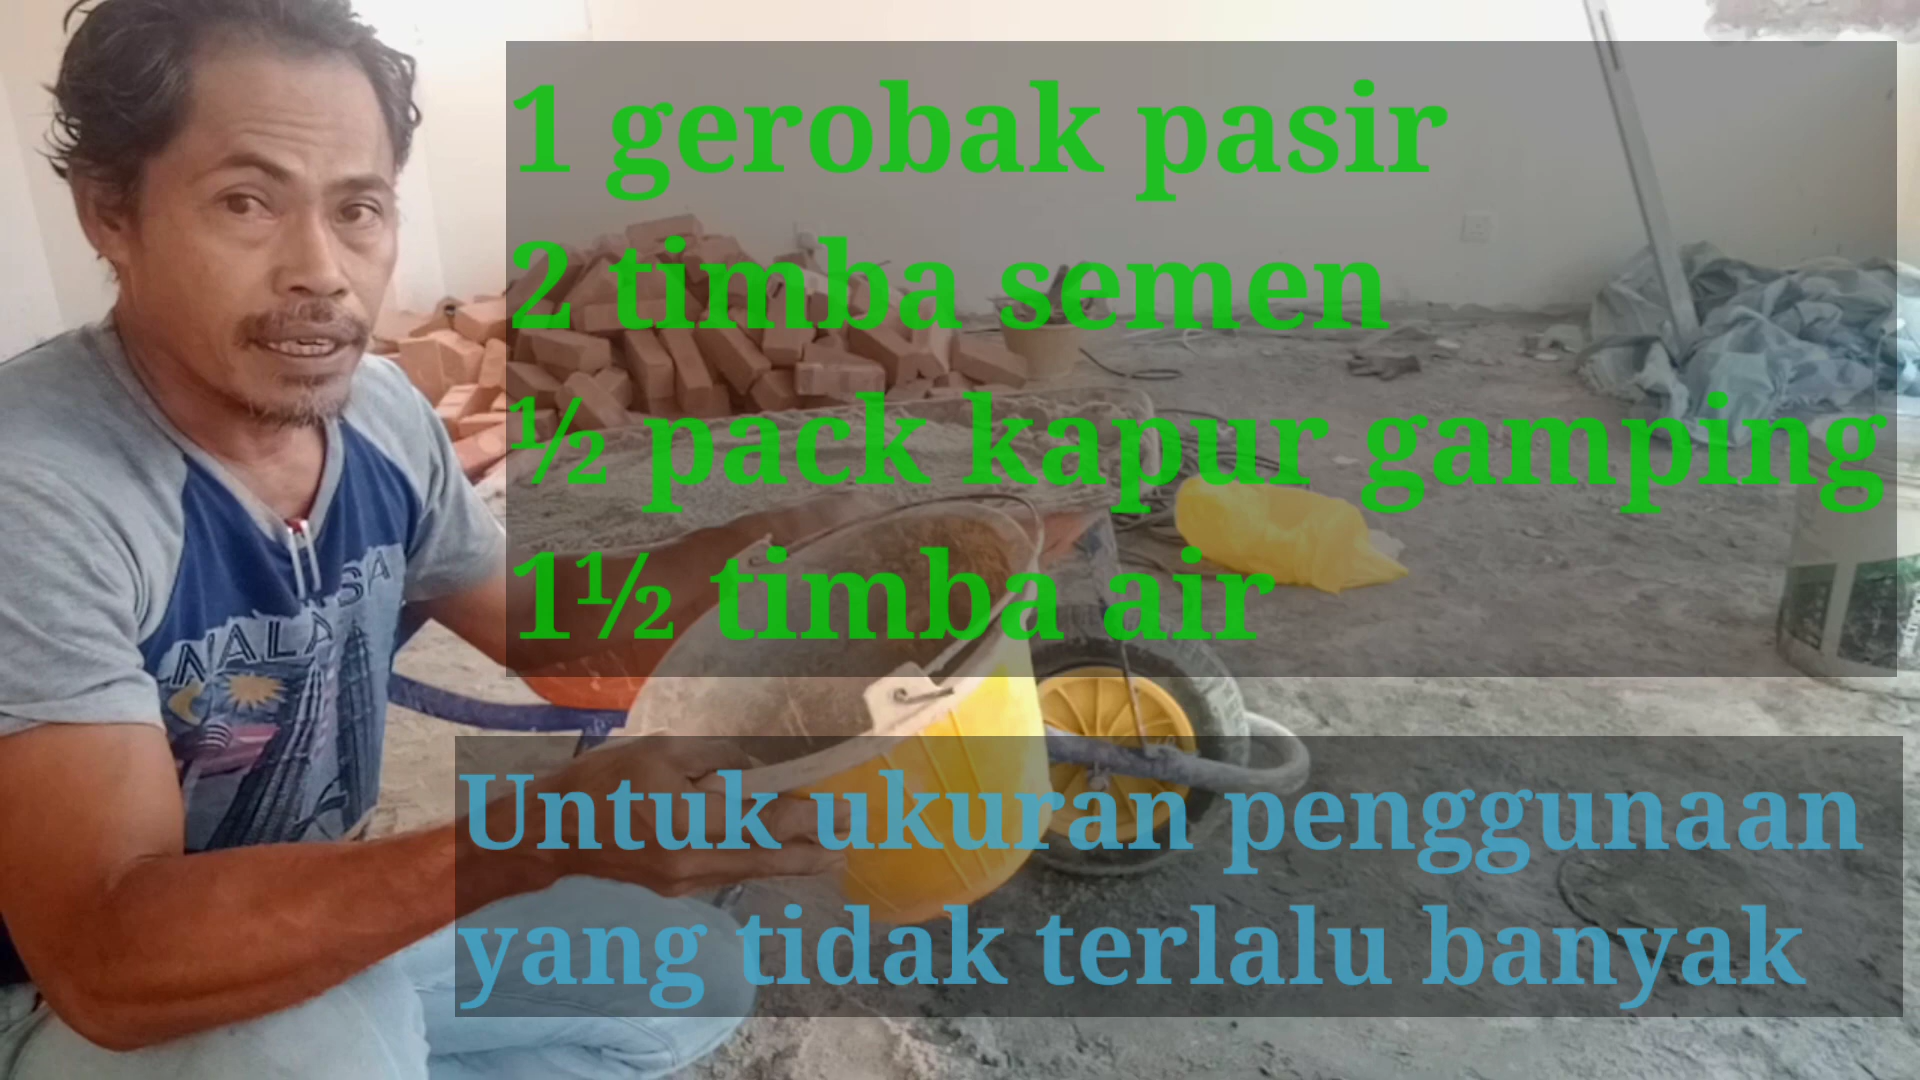 1 gerobak pasir
2 timba semen
½ pack kapur gamping
1½ timba air
Untuk ukuran penggunaan
yang tidak terlalu banyak